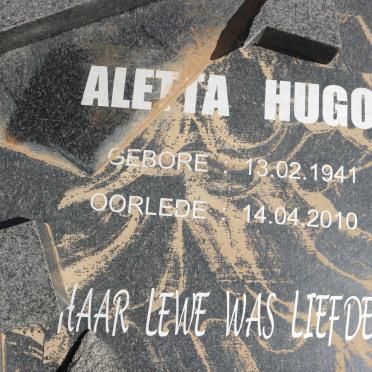 ALETTA HUGO
GEBORE : 13.02.1941
OORLEDE : 14.04.2010
HAAR LEWE WAS LIEFDE